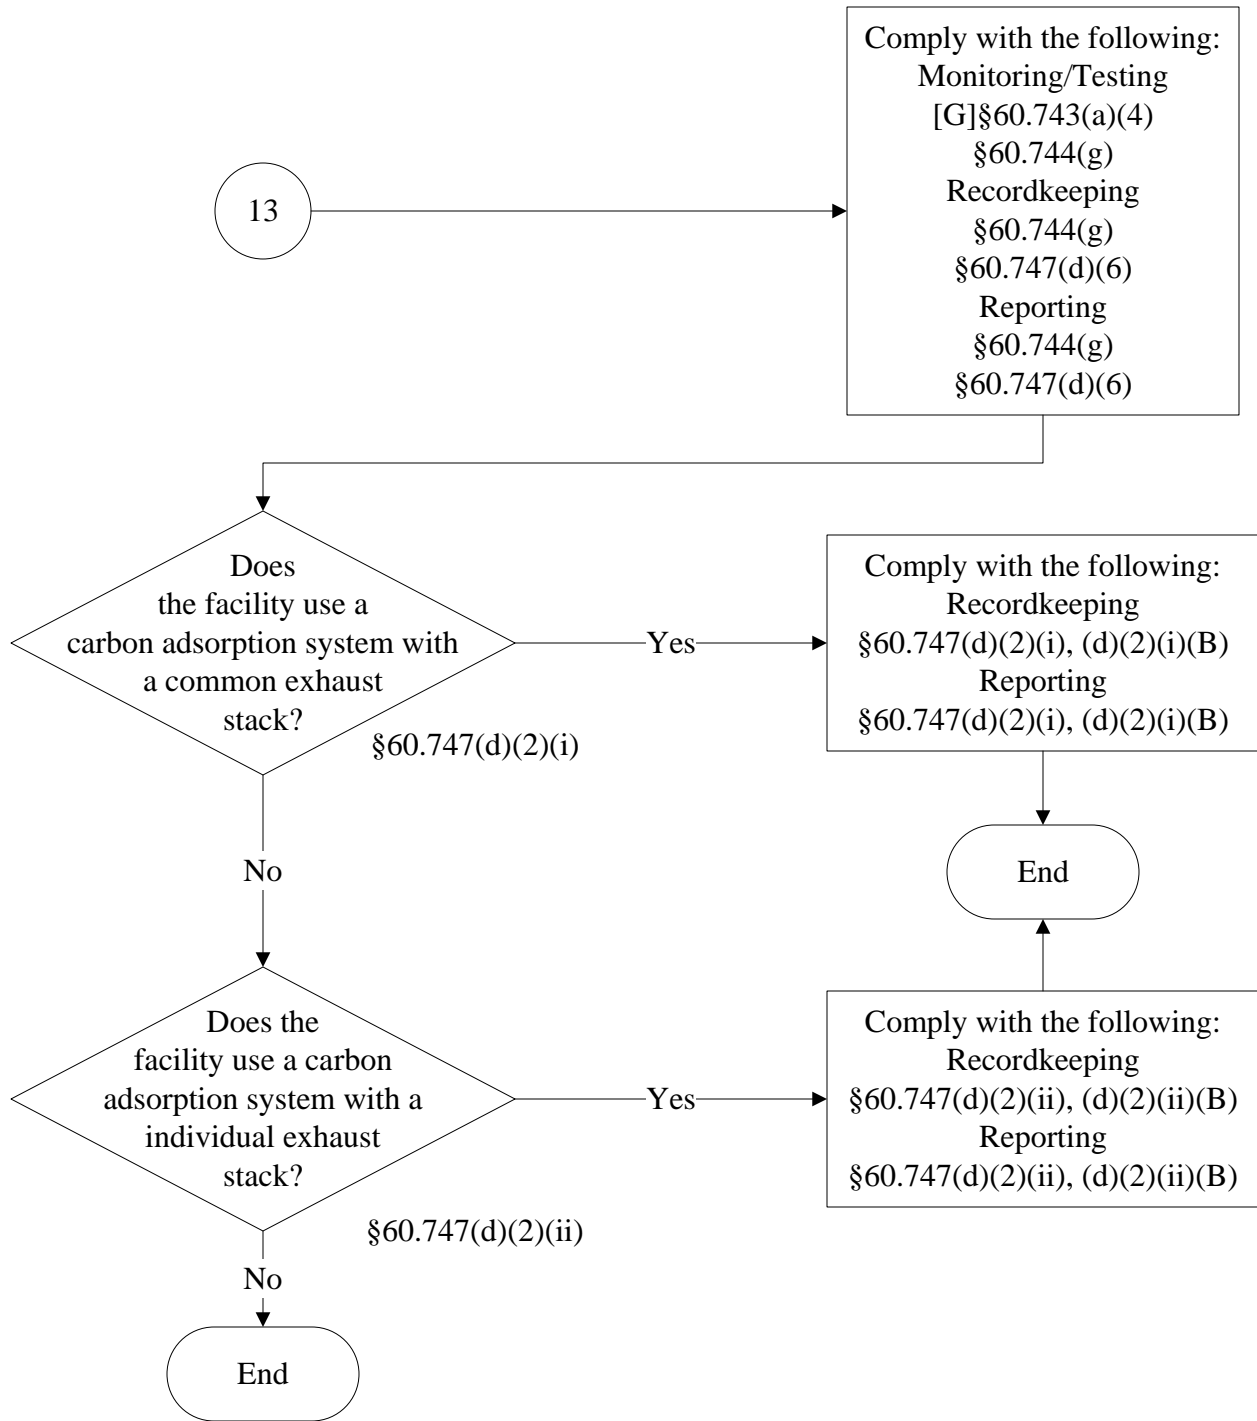 13
Comply with the following:
Monitoring/Testing
[G]§60.743(a)(4)
§60.744(g)
Recordkeeping
§60.744(g)
§60.747(d)(6)
Reporting
§60.744(g)
§60.747(d)(6)
Does
the facility use a
carbon adsorption system with
a common exhaust
stack?
§60.747(d)(2)(i)
Yes
Comply with the following:
Recordkeeping
§60.747(d)(2)(i), (d)(2)(i)(B)
Reporting
§60.747(d)(2)(i), (d)(2)(i)(B)
End
No
Does the
facility use a carbon
adsorption system with a
individual exhaust
stack?
§60.747(d)(2)(ii)
Yes
Comply with the following:
Recordkeeping
§60.747(d)(2)(ii), (d)(2)(ii)(B)
Reporting
§60.747(d)(2)(ii), (d)(2)(ii)(B)
No
End